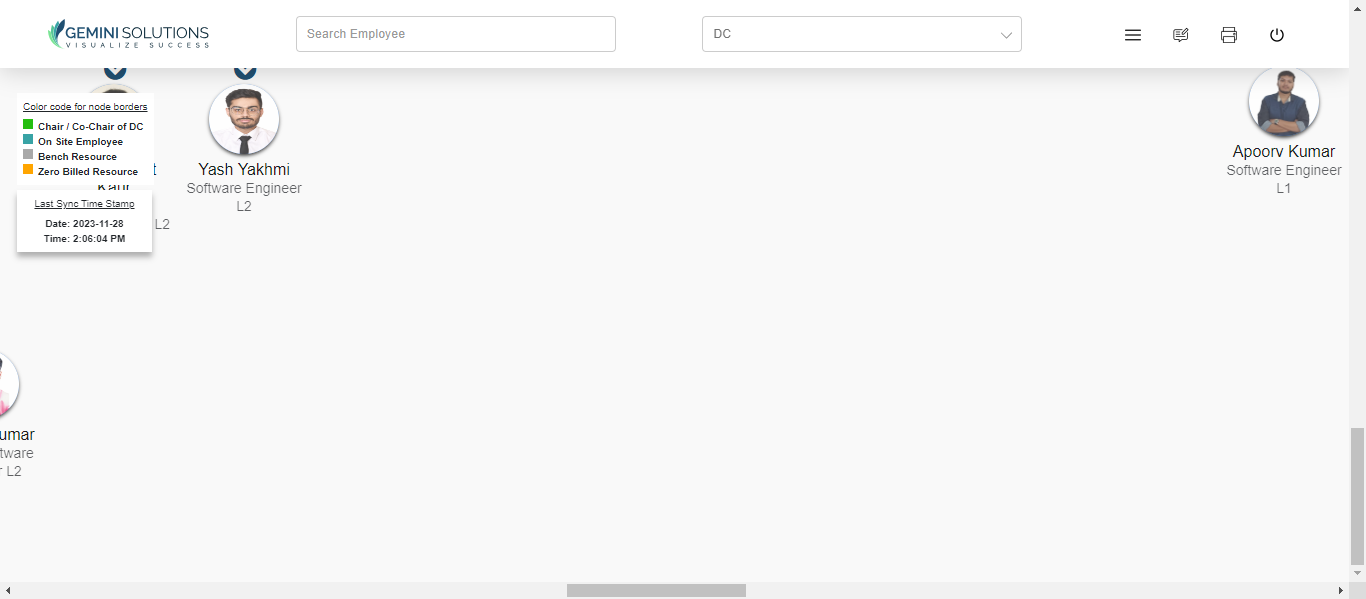 GEMINI SOLUTIONS
VISUALIZE SUCCESS
Search Employee
DC
Color code for node borders
Chair / Co-Chair of DC
On Site Employee
Bench Resource
Zero Billed Resource
t
Kaur
L2
Last Sync Time Stamp
Date: 2023-11-28
Time: 2:06:04 PM
Yash Yakhmi
Software Engineer
L2
Apoorv Kumar
Software Engineer
L1
umar
tware
r L2